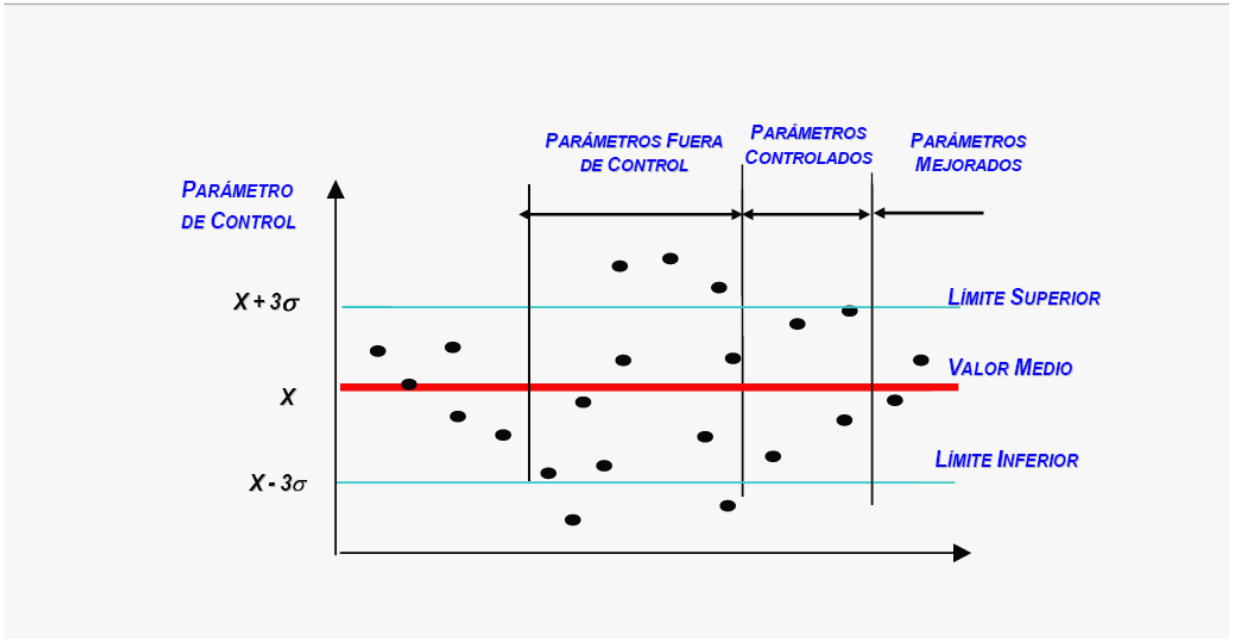 PARÁMETROS FUERA
DE CONTROL
PARÁMETROS
CONTROLADOS
PARÁMETROS
MEJORADOS
PARÁMETRO
DE CONTROL
X + 3σ
LÍMITE SUPERIOR
VALOR MEDIO
X
LÍMITE INFERIOR
X - 3σ